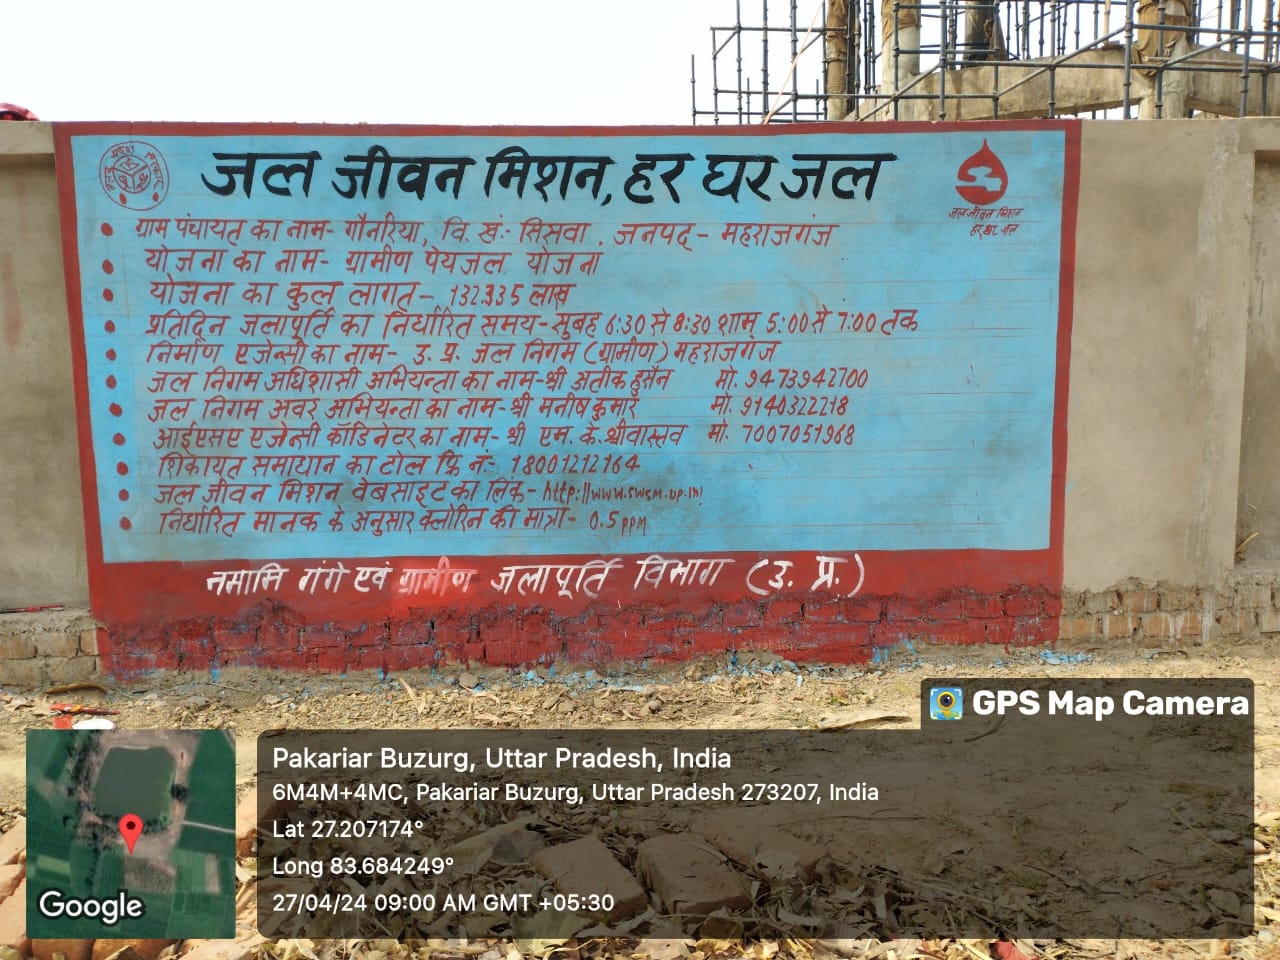 जल जीवन मिशन, हर घर जल
जल जीवन मिशन
हर घर जल
ग्राम पंचायत का नाम- गौनरिया, वि. खं:- सिसवा . जनपद - महराजगंज
योजना का नाम- ग्रामीण पेयजल योजना
योजना का कुल लागत- 132.335 लाख
प्रतिदिन जलापूर्ति का निर्धारित समय- सुबह 6:30 से 8:30 शाम 5:00 से 7:00 तक
निर्माण एजेन्सी का नाम- उ. प्र. जल निगम (ग्रामीण) महराजगंज
जल निगम अधिशासी अभियन्ता का नाम- श्री अतीक हुसैन मो. 9473942700
जल निगम अवर अभियन्ता का नाम- श्री मनीष कुमार मो. 9140322218
आईएसए एजेन्सी कॉडिनेटर का नाम- श्री एम. के. श्रीवास्तव मो. 7007051968
शिकायत समाधान का टोल फ्रि नं:- 18001212164
जल जीवन मिशन वेबसाइट का लिंक- http://www.swsm.up.in/
निर्धारित मानक के अनुसार क्लोरिन की मात्रा- 0.5 ppm
नमामि गंगे एवं ग्रामीण जलापूर्ति विभाग (उ. प्र.)
GPS Map Camera
Pakariar Buzurg, Uttar Pradesh, India
6M4M+4MC, Pakariar Buzurg, Uttar Pradesh 273207, India
Lat 27.207174°
Long 83.684249°
27/04/24 09:00 AM GMT +05:30
Google